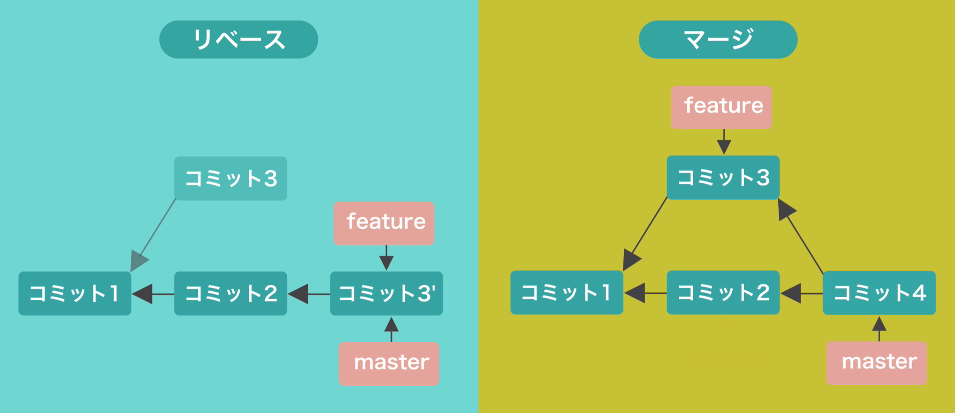 リベース
コミット3
feature
コミット1
コミット2
コミット3'
master
マージ
feature
コミット3
コミット1
コミット2
コミット4
master